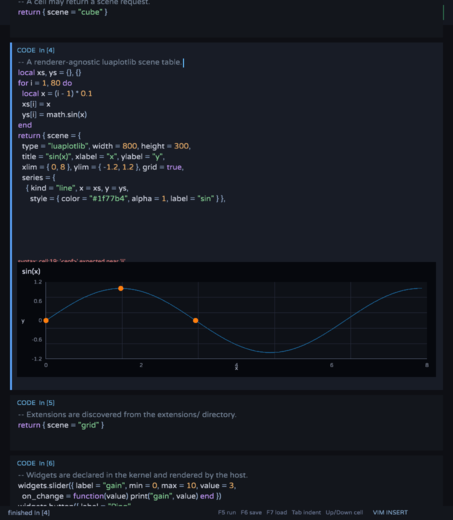 -- A cell may return a scene request.
return { scene = "cube" }
CODE In [4]
-- A renderer-agnostic luaplotlib scene table.
local xs, ys = {}, {}
for i = 1, 80 do
local x = (i - 1) * 0.1
xs[i] = x
ys[i] = math.sin(x)
end
return { scene = {
type = "luaplotlib", width = 800, height = 300,
title = "sin(x)", xlabel = "x", ylabel = "y",
xlim = { 0, 8 }, ylim = { -1.2, 1.2 }, grid = true,
series = {
{ kind = "line", x = xs, y = ys,
style = { color = "#1f77b4", alpha = 1, label = "sin" } },
sin(x)
1.2
0.6
y 0
-0.6
-1.2
0 2 6 8
CODE In [5]
-- Extensions are discovered from the extensions/ directory.
return { scene = "grid" }
CODE In [6]
-- Widgets are declared in the kernel and rendered by the host.
widgets.slider({ label = "gain", min = 0, max = 10, value = 3,
on_change = function(value) print("gain", value) end })
finished In [4] F5 run F6 save F7 load Tab indent Up/Down cell VIM INSERT